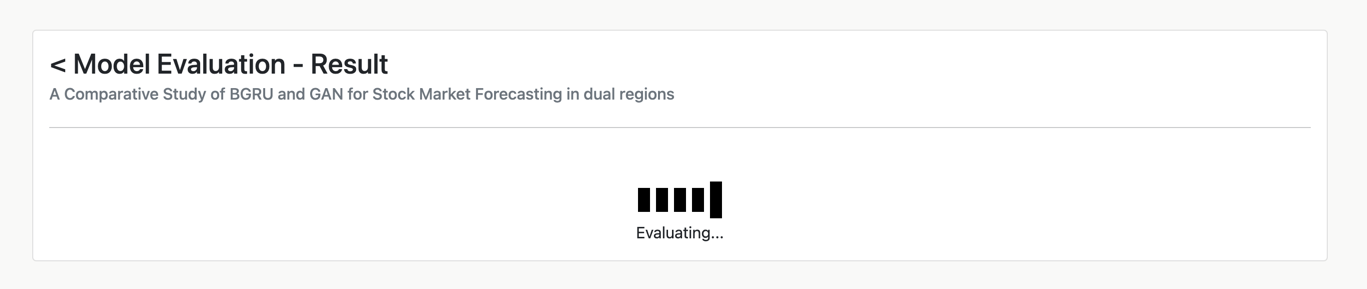 < Model Evaluation - Result
A Comparative Study of BGRU and GAN for Stock Market Forecasting in dual regions
Evaluating...